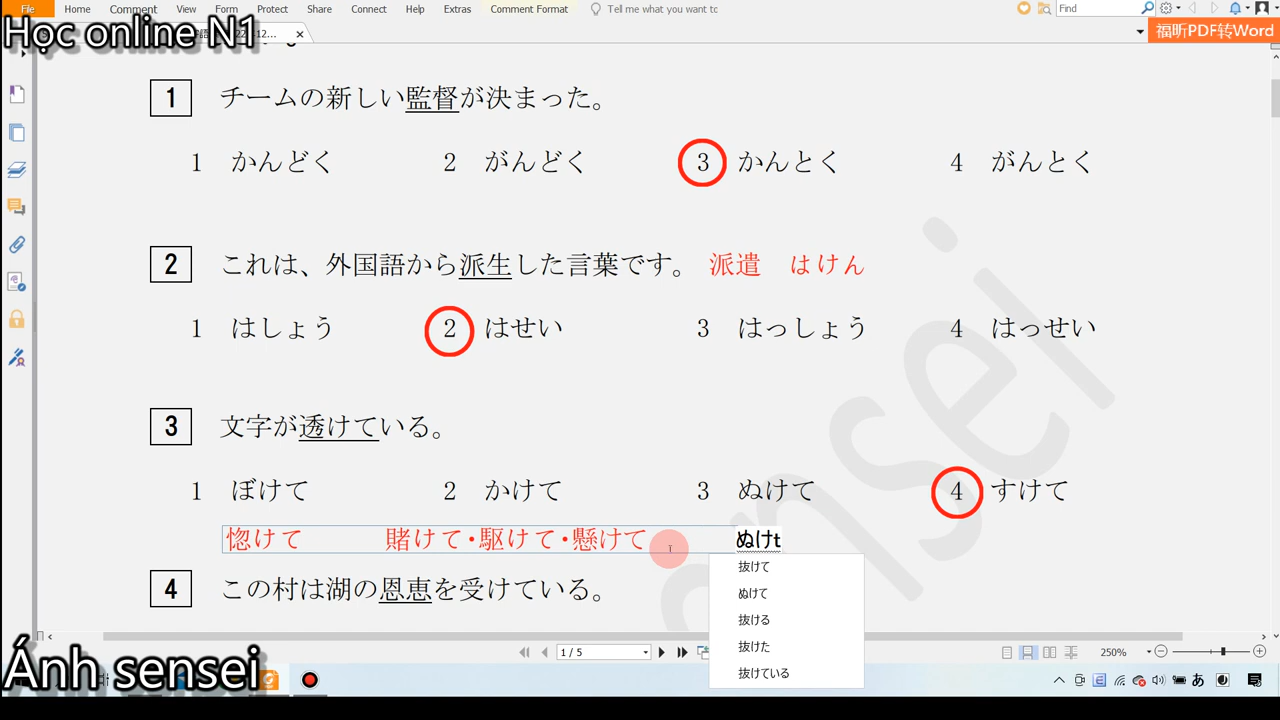 File Home Comment View Form Protect Share Connect Help Extras Comment Format Tell me what you want to Find
Học online N1
福昕PDF转Word
1 チームの新しい監督が決まった。
1 かんどく 2 がんどく 3 かんとく 4 がんとく
2 これは、外国語から派生した言葉です。 派遣 はけん
1 はしょう 2 はせい 3 はっしょう 4 はっせい
3 文字が透けている。
1 ぼけて 2 かけて 3 ぬけて 4 すけて
惚けて 賭けて・駆けて・懸けて ぬけt
抜けて
ぬけて
抜ける
抜けた
抜けている
4 この村は湖の恩恵を受けている。
1 / 5 250%
Ánh sensei
あ